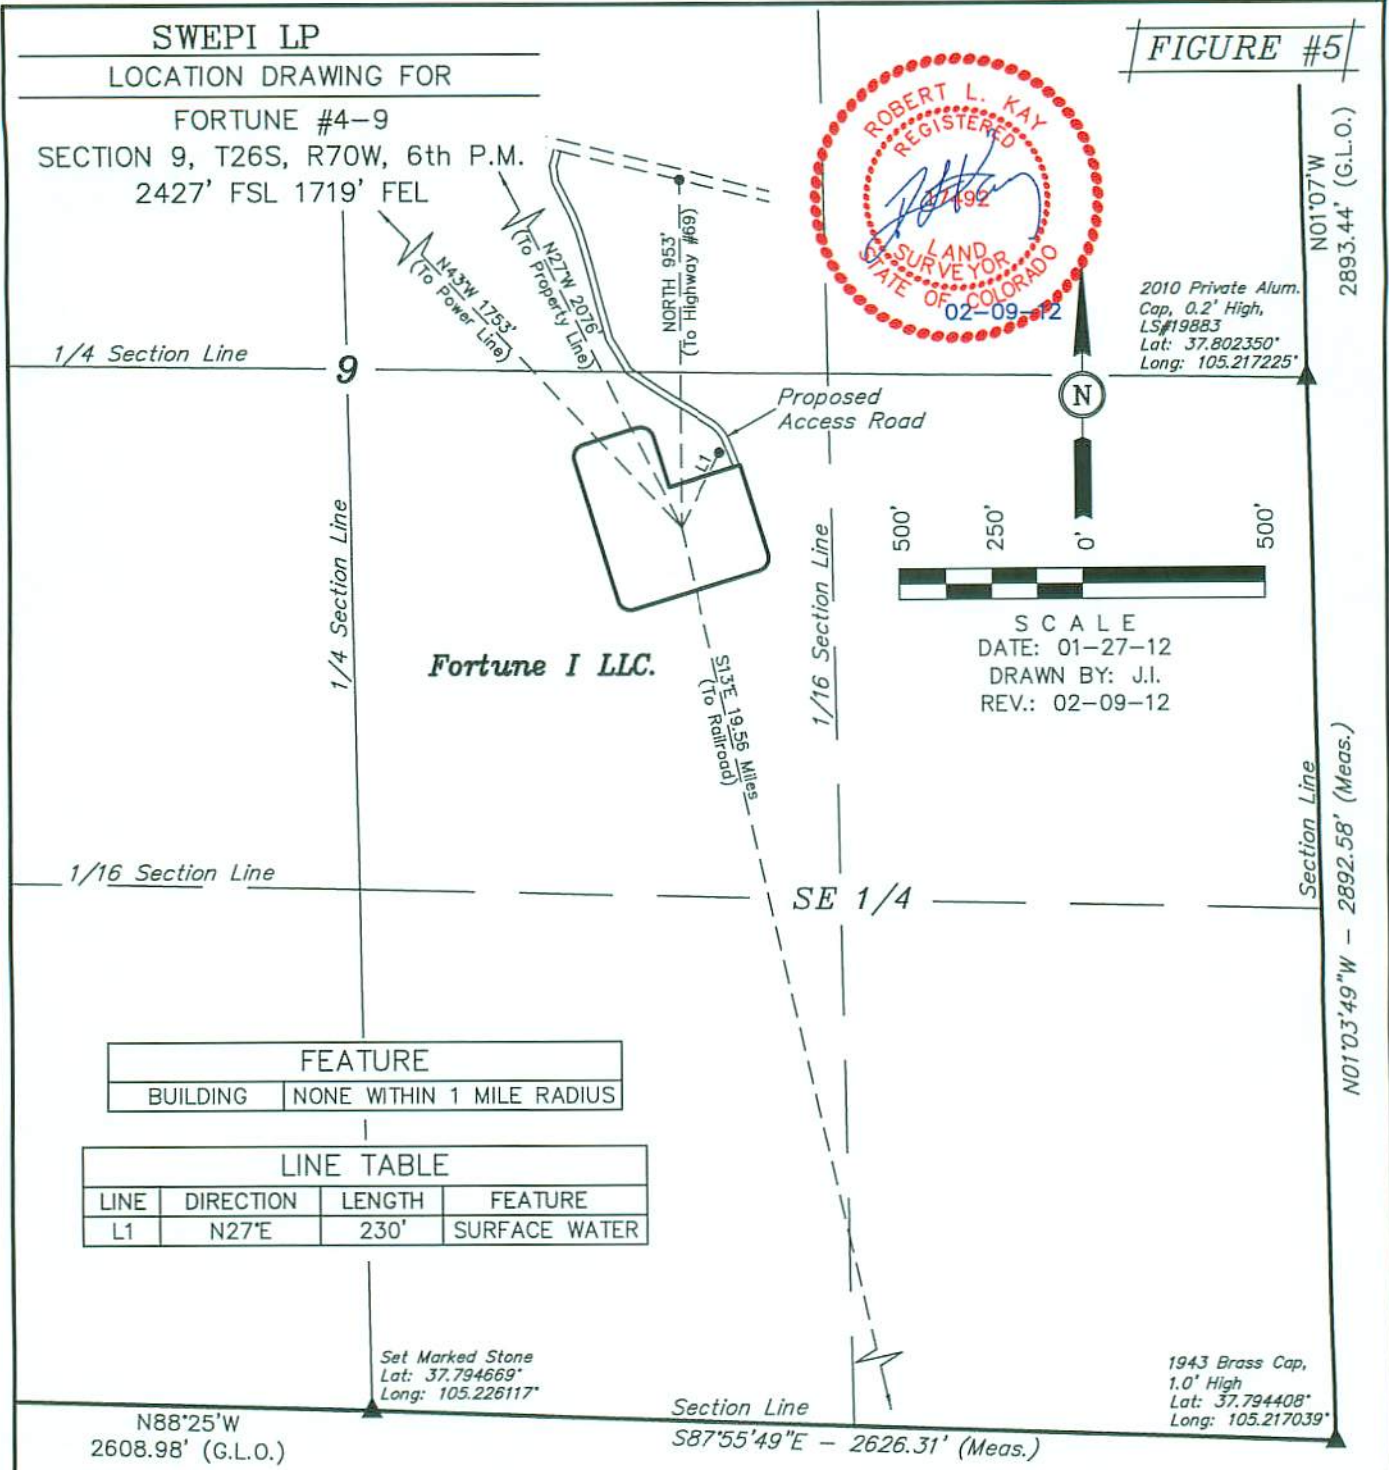 SWEPI LP
LOCATION DRAWING FOR
FORTUNE #4-9
SECTION 9, T26S, R70W, 6th P.M.
2427' FSL 1719' FEL
FIGURE #5
ROBERT L. KAY
REGISTERED
LAND
SURVEYOR
STATE OF COLORADO
02-09-12
N01°07'W
2893.44' (G.L.O.)
2010 Private Alum.
Cap, 0.2' High,
LS#19883
Lat: 37.802350°
Long: 105.217225°
N43°W 1753'
(To Power Line)
N27°W 2076'
(To Property Line)
NORTH 953'
(To Highway #69)
1/4 Section Line
9
Proposed
Access Road
N
L1
1/4 Section Line
1/16 Section Line
500'
250'
0'
500'
SCALE
DATE: 01-27-12
DRAWN BY: J.I.
REV.: 02-09-12
Fortune I LLC.
S13°E 19.56 Miles
(To Railroad)
Section Line
N01°03'49"W - 2892.58' (Meas.)
1/16 Section Line
SE 1/4
FEATURE
BUILDING NONE WITHIN 1 MILE RADIUS
LINE TABLE
LINE DIRECTION LENGTH FEATURE
L1 N27°E 230' SURFACE WATER
Set Marked Stone
Lat: 37.794669°
Long: 105.226117°
1943 Brass Cap,
1.0' High
Lat: 37.794408°
Long: 105.217039°
N88°25'W
2608.98' (G.L.O.)
Section Line
S87°55'49"E - 2626.31' (Meas.)